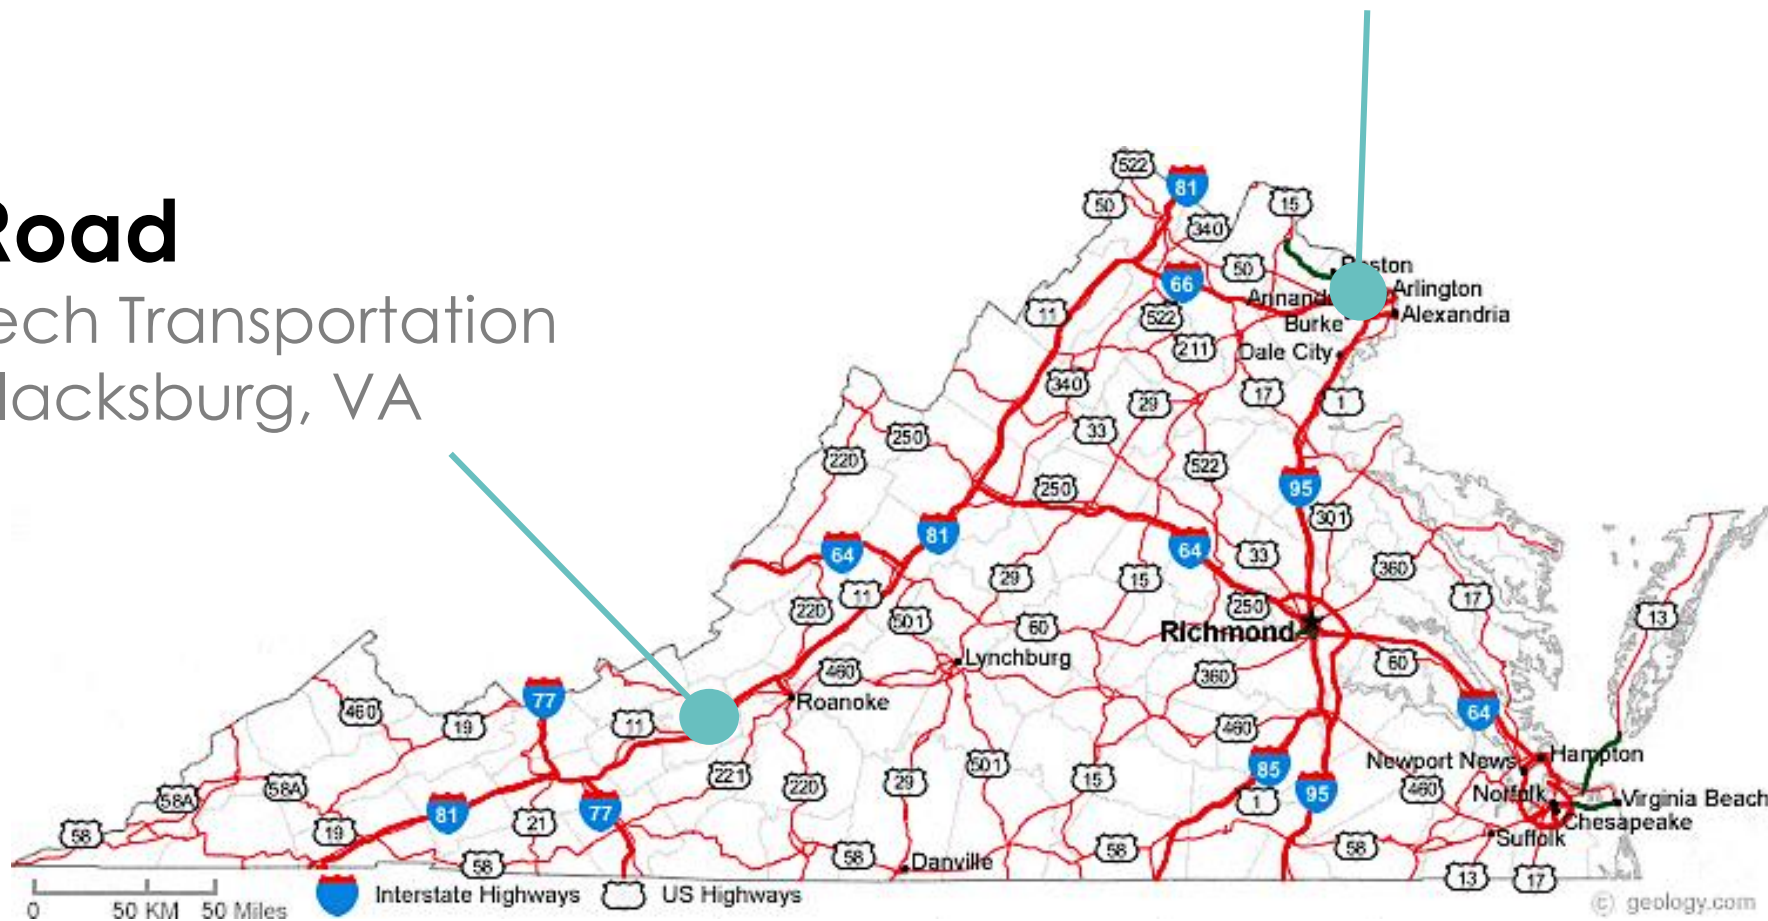 Road
ech Transportation
lacksburg, VA
522
81
50
15
340
50
ston
66
Arlington
Annand
11
522
Burke
Alexandria
211
Dale City
340
29
17
1
33
250
220
522
250
95
301
81
64
64
33
29
15
360
11
220
501
250
17
60
13
Richmond
Lynchburg
460
60
360
77
Roanoke
460
19
11
64
460
221
501
85
Newport News
Hampton
58A
58A
220
29
15
1
95
460
Norfolk
Virginia Beach
81
77
21
Chesapeake
58
19
Suffolk
58
58
58
58
Danville
13
17
Interstate Highways
US Highways
0
50 KM
50 Miles
© geology.com